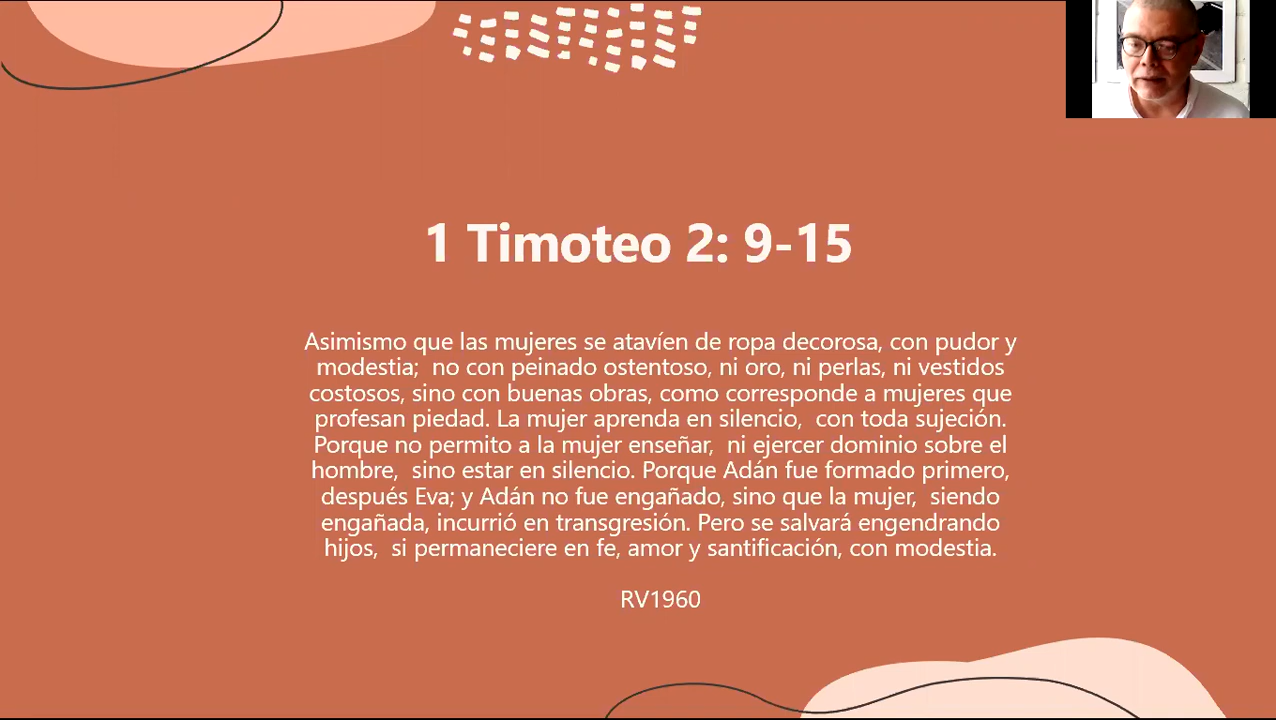 1 Timoteo 2: 9-15
Asimismo que las mujeres se atavíen de ropa decorosa, con pudor y
modestia;  no con peinado ostentoso, ni oro, ni perlas, ni vestidos
costosos, sino con buenas obras, como corresponde a mujeres que
profesan piedad. La mujer aprenda en silencio,  con toda sujeción.
Porque no permito a la mujer enseñar,  ni ejercer dominio sobre el
hombre,  sino estar en silencio. Porque Adán fue formado primero,
después Eva; y Adán no fue engañado, sino que la mujer,  siendo
engañada, incurrió en transgresión. Pero se salvará engendrando
hijos,  si permaneciere en fe, amor y santificación, con modestia.
RV1960